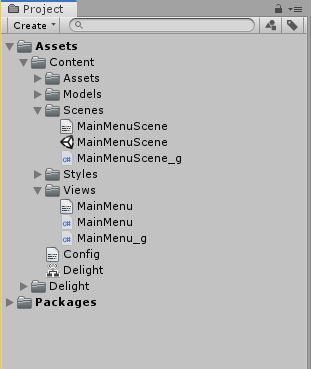 Project
Create
Assets
Content
Assets
Models
Scenes
MainMenuScene
MainMenuScene
MainMenuScene_g
Styles
Views
MainMenu
MainMenu
MainMenu_g
Config
Delight
Delight
Packages